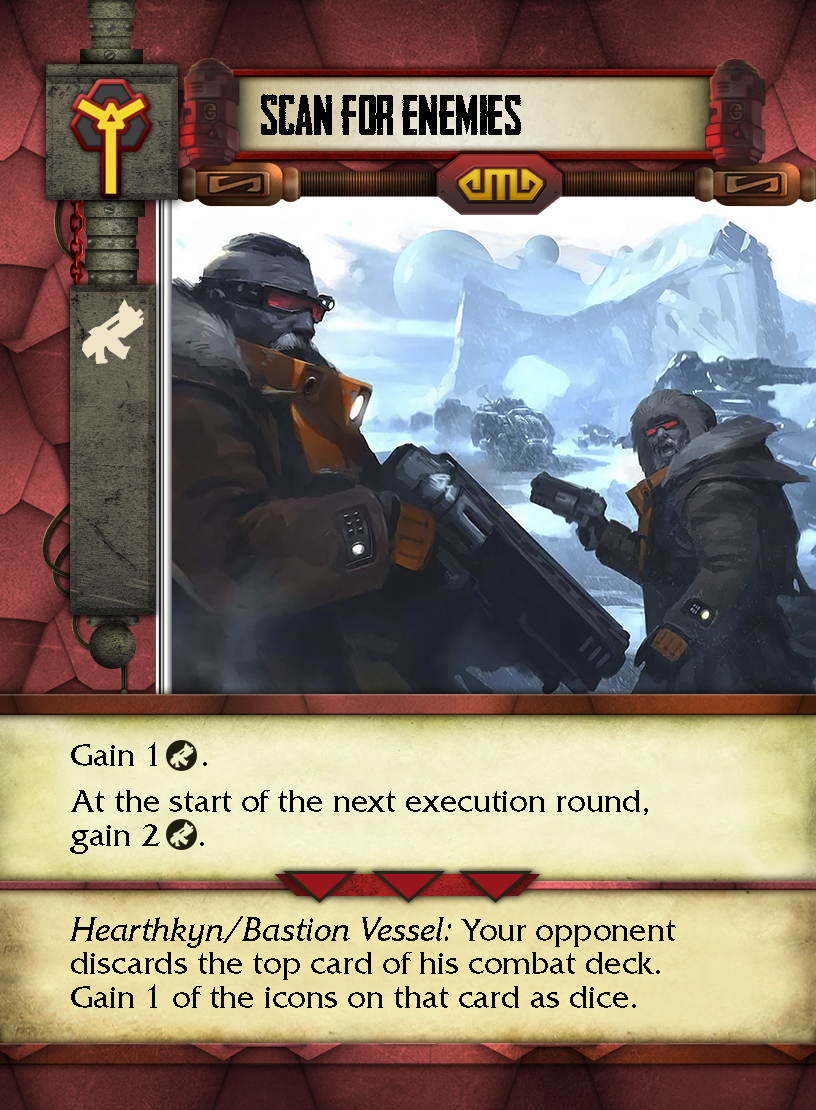 SCAN FOR ENEMIES
Gain 1 .
At the start of the next execution round,
gain 2 .
Hearthkyn/Bastion Vessel: Your opponent
discards the top card of his combat deck.
Gain 1 of the icons on that card as dice.